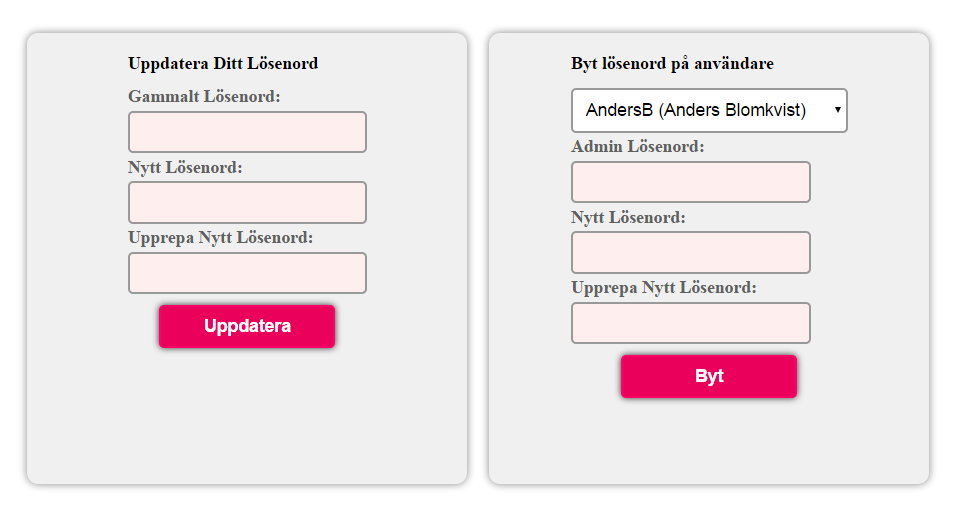 Uppdatera Ditt Lösenord
Gammalt Lösenord:
Nytt Lösenord:
Upprepa Nytt Lösenord:
Uppdatera
Byt lösenord på användare
AndersB (Anders Blomkvist)
Admin Lösenord:
Nytt Lösenord:
Upprepa Nytt Lösenord:
Byt